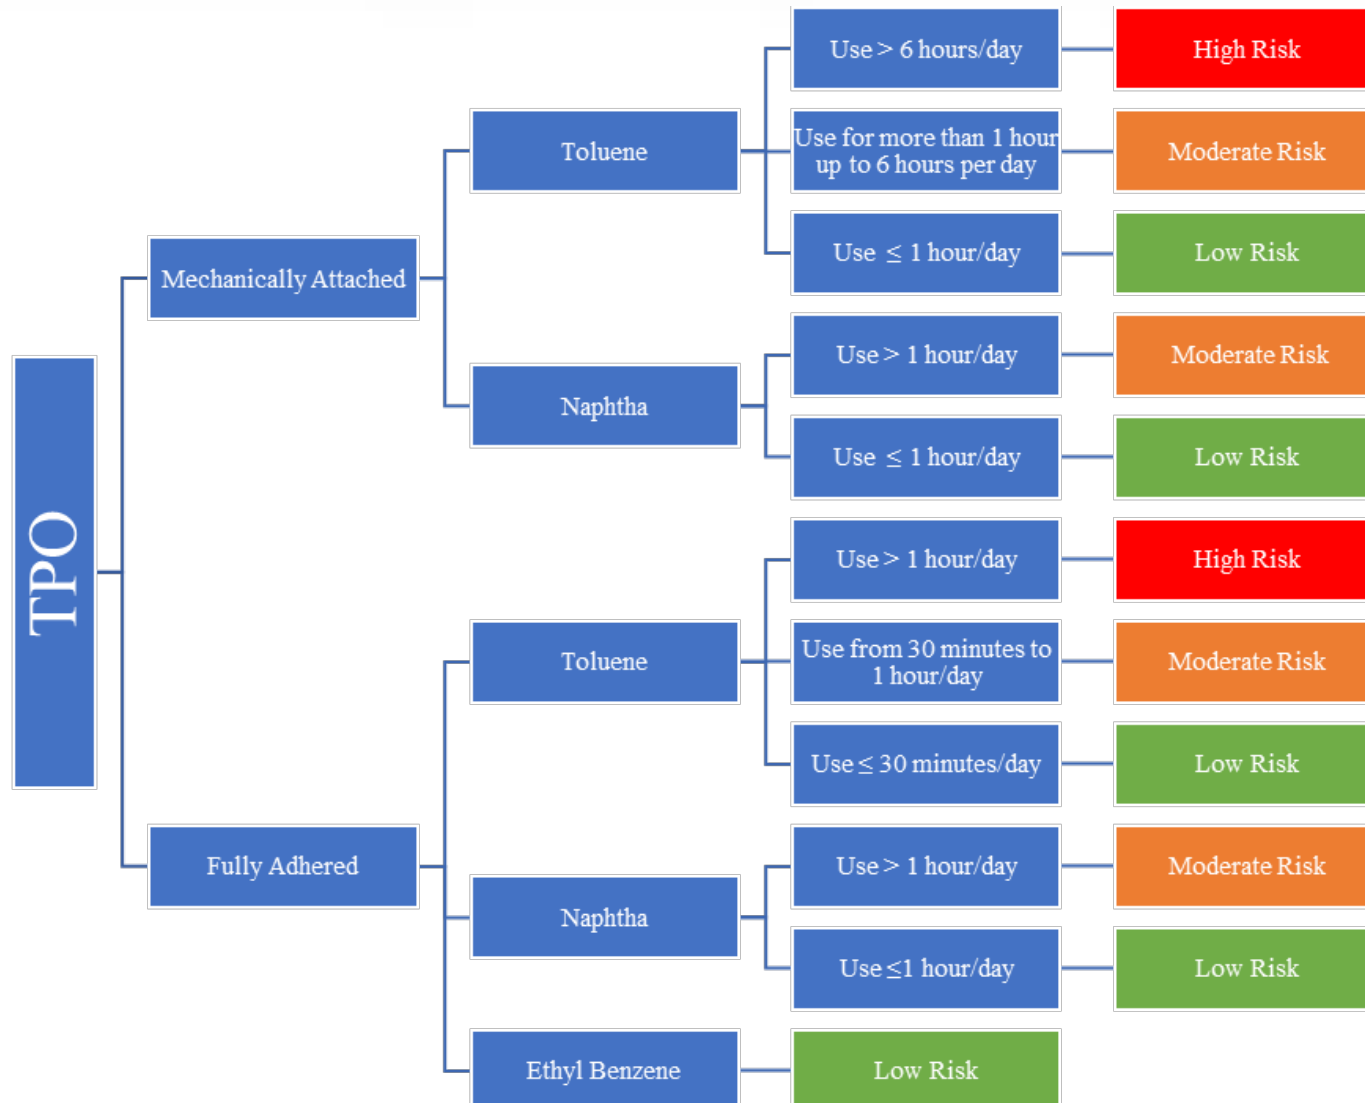 TPO
Mechanically Attached
Toluene
Use > 6 hours/day
High Risk
Use for more than 1 hour
up to 6 hours per day
Moderate Risk
Use ≤ 1 hour/day
Low Risk
Naphtha
Use > 1 hour/day
Moderate Risk
Use ≤ 1 hour/day
Low Risk
Fully Adhered
Toluene
Use > 1 hour/day
High Risk
Use from 30 minutes to
1 hour/day
Moderate Risk
Use ≤ 30 minutes/day
Low Risk
Naphtha
Use > 1 hour/day
Moderate Risk
Use ≤1 hour/day
Low Risk
Ethyl Benzene
Low Risk